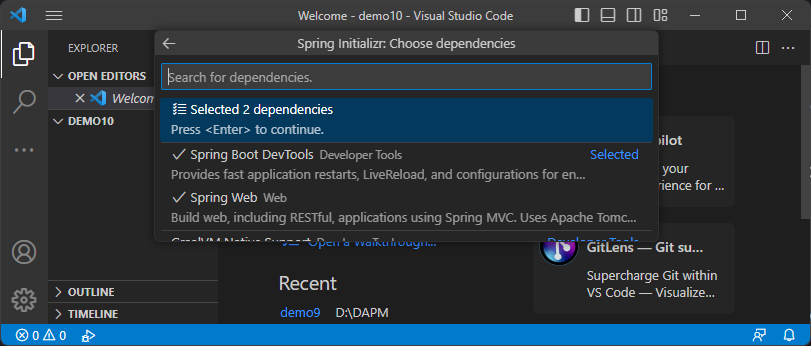 Welcome - demo10 - Visual Studio Code
EXPLORER
Spring Initializr: Choose dependencies
Search for dependencies.
Selected 2 dependencies
Press <Enter> to continue.
Spring Boot DevTools Developer Tools Selected
Provides fast application restarts, LiveReload, and configurations for en...
Spring Web Web
Build web, including RESTful, applications using Spring MVC. Uses Apache Tomc...
GraalVM Native Support Developer Tools Developer Tools
OPEN EDITORS
Welcom
DEMO10
OUTLINE
TIMELINE
Open a Walkthrough...
Recent
demo9 D:\DAPM
pilot
your
rience for ...
GitLens — Git su...
Supercharge Git within
VS Code — Visualize...
0 0